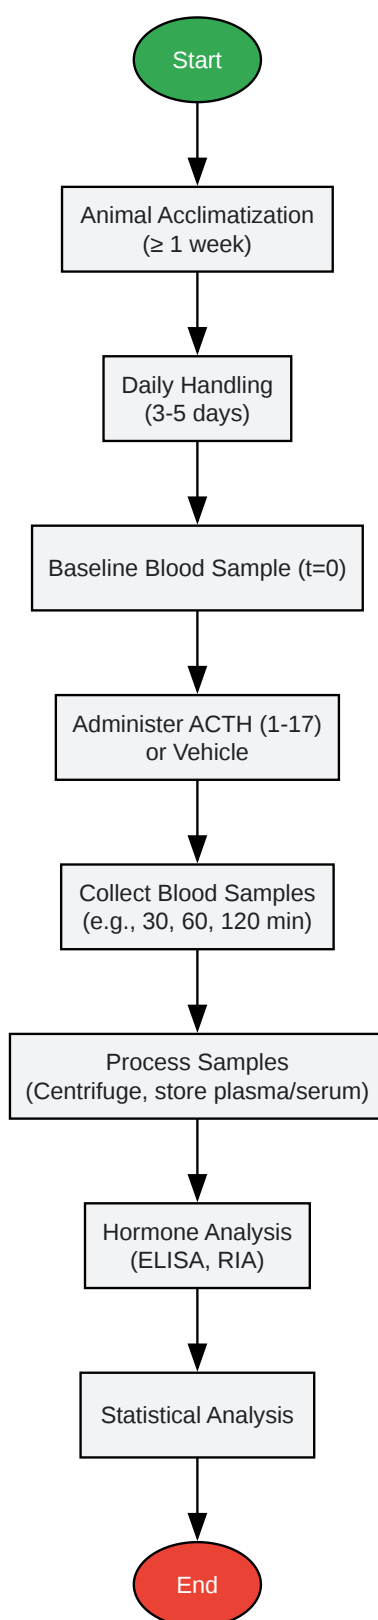 Start
Animal Acclimatization
(≥ 1 week)
Daily Handling
(3-5 days)
Baseline Blood Sample (t=0)
Administer ACTH (1-17)
or Vehicle
Collect Blood Samples
(e.g., 30, 60, 120 min)
Process Samples
(Centrifuge, store plasma/serum)
Hormone Analysis
(ELISA, RIA)
Statistical Analysis
End